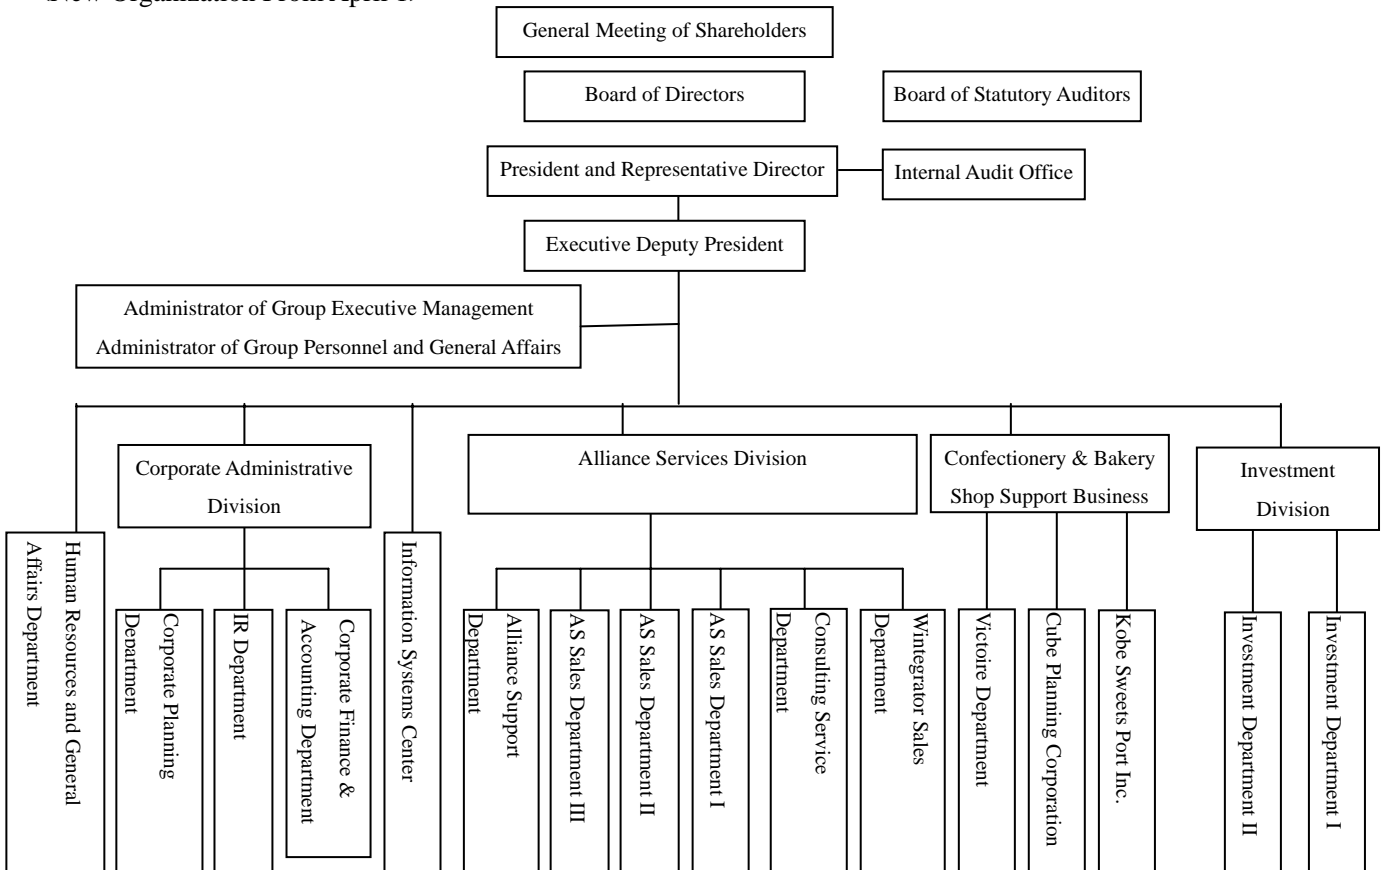 New Organization From April 1.
General Meeting of Shareholders
Board of Directors
Board of Statutory Auditors
President and Representative Director
Internal Audit Office
Executive Deputy President
Administrator of Group Executive Management
Administrator of Group Personnel and General Affairs
Corporate Administrative
Division
Alliance Services Division
Confectionery & Bakery
Shop Support Business
Investment
Division
Human Resources and General
Affairs Department
Corporate Planning
Department
IR Department
Corporate Finance &
Accounting Department
Information Systems Center
Alliance Support
Department
AS Sales Department III
AS Sales Department II
AS Sales Department I
Consulting Service
Department
Wintegrator Sales
Department
Victoire Department
Cube Planning Corporation
Kobe Sweets Port Inc.
Investment Department II
Investment Department I